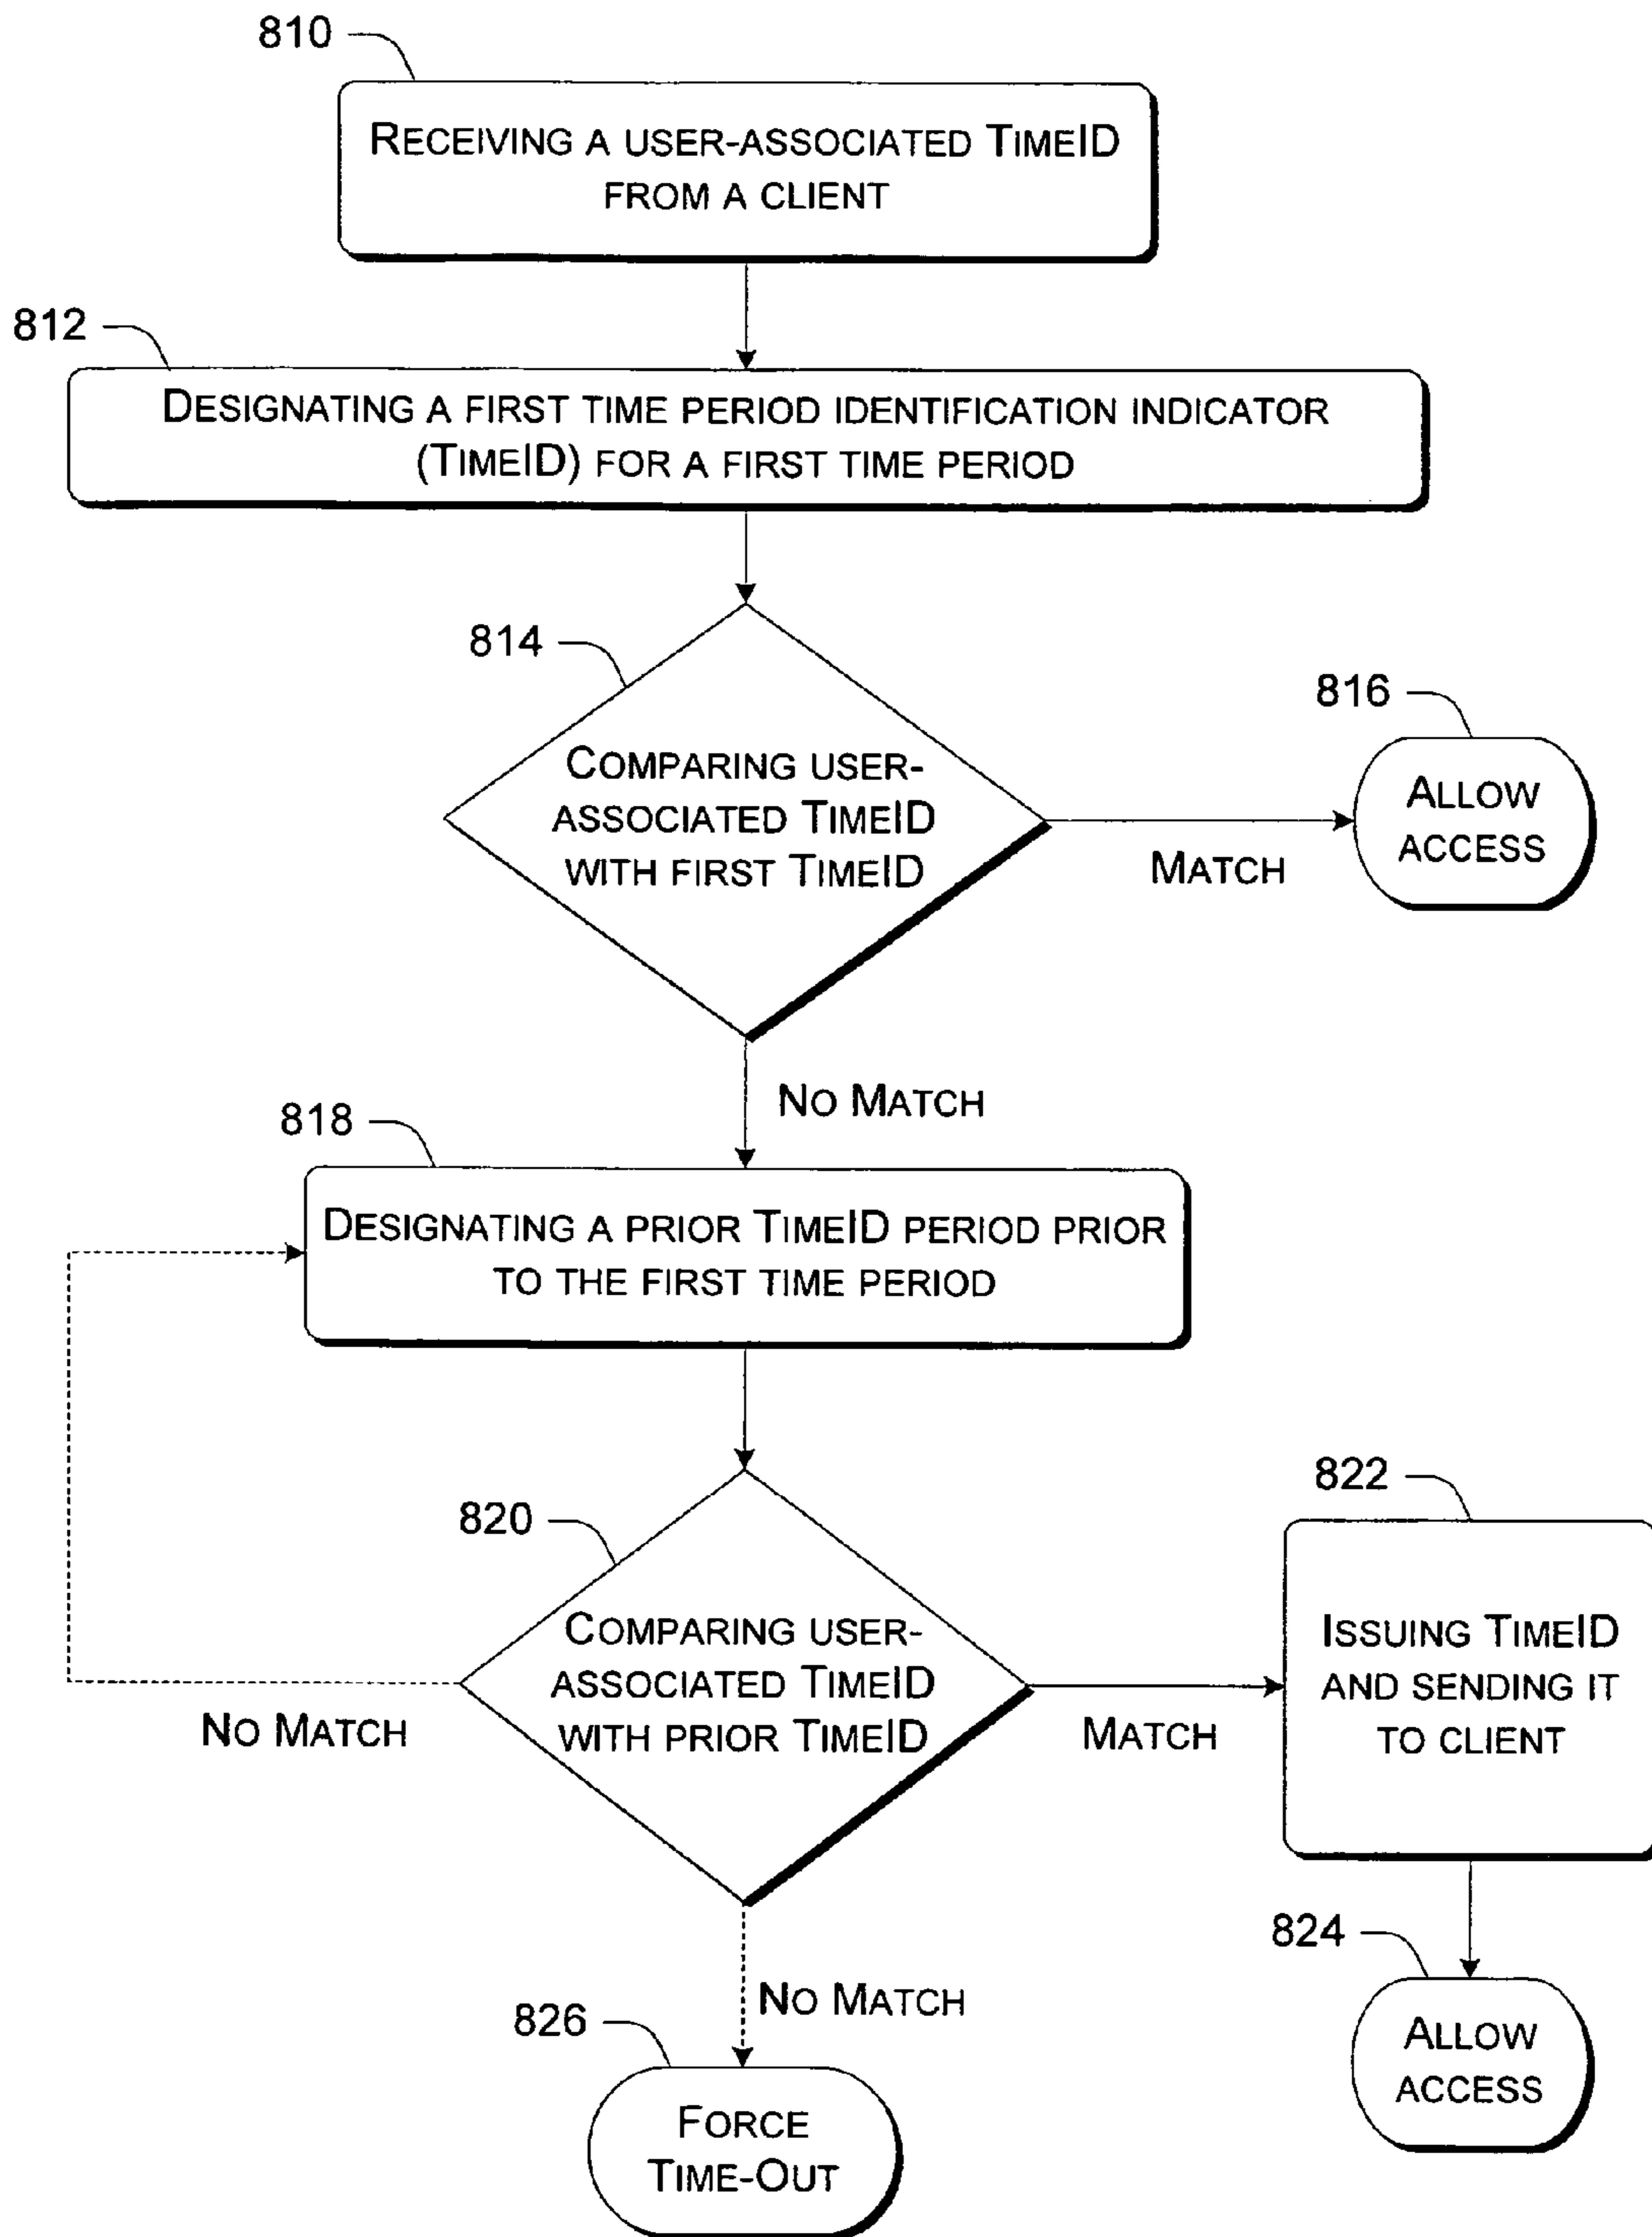 810
RECEIVING A USER-ASSOCIATED TIMEID
FROM A CLIENT
812
DESIGNATING A FIRST TIME PERIOD IDENTIFICATION INDICATOR
(TIMEID) FOR A FIRST TIME PERIOD
814
COMPARING USER-
ASSOCIATED TIMEID
WITH FIRST TIMEID
MATCH
816
ALLOW
ACCESS
NO MATCH
818
DESIGNATING A PRIOR TIMEID PERIOD PRIOR
TO THE FIRST TIME PERIOD
820
COMPARING USER-
ASSOCIATED TIMEID
WITH PRIOR TIMEID
NO MATCH
MATCH
822
ISSUING TIMEID
AND SENDING IT
TO CLIENT
824
ALLOW
ACCESS
NO MATCH
826
FORCE
TIME-OUT